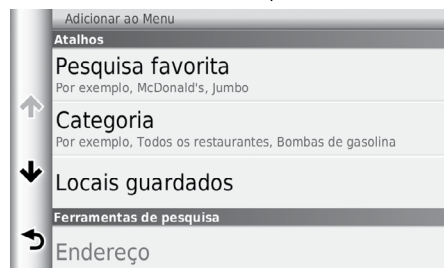 Adicionar ao Menu
Atalhos
Pesquisa favorita
Por exemplo, McDonald's, Jumbo
Categoria
Por exemplo, Todos os restaurantes, Bombas de gasolina
Locais guardados
Ferramentas de pesquisa
Endereço